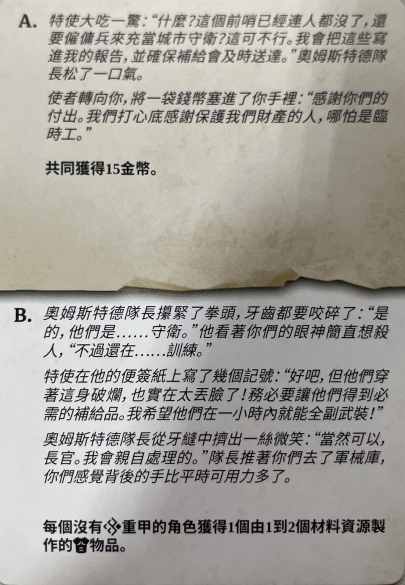 A. 特使大吃一驚：“什麼？這個前哨已經連人都沒了，還
要僱傭兵來充當城市守衛？這可不行。我會把這些寫
進我的報告，並確保補給會及時送達。”奧姆斯特德隊
長松了一口氣。
使者轉向你，將一袋錢幣塞進了你手裡：“感謝你們的
付出。我們打心底感謝保護我們財產的人，哪怕是臨
時工。”
共同獲得15金幣。
B. 奧姆斯特德隊長攥緊了拳頭，牙齒都要咬碎了：“是
的，他們是……守衛。”他看著你們的眼神簡直想殺
人，“不過還在……訓練。”
特使在他的便簽紙上寫了幾個記號：“好吧，但他們穿
著這身破爛，也實在太丟臉了！務必要讓他們得到必
需的補給品。我希望他們在一小時內就能全副武裝！”
奧姆斯特德隊長從牙縫中擠出一絲微笑：“當然可以，
長官。我會親自處理的。”隊長推著你們去了軍械庫，
你們感覺背後的手比平時可用力多了。
每個沒有重甲的角色獲得1個由1到2個材料資源製
作的物品。